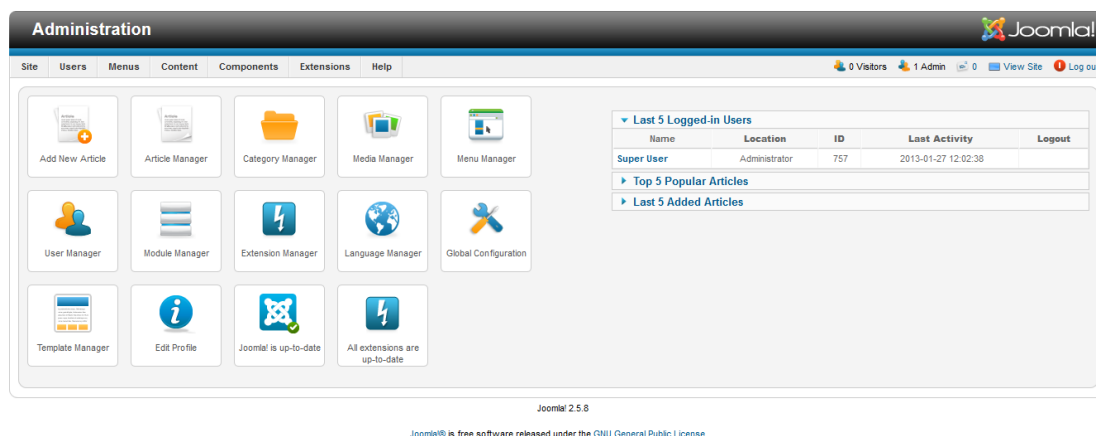 Administration
Joomla!
Site Users Menus Content Components Extensions Help
0 Visitors 1 Admin 0 View Site Log ou
Add New Article Article Manager Category Manager Media Manager Menu Manager
User Manager Module Manager Extension Manager Language Manager Global Configuration
Template Manager Edit Profile Joomla! is up-to-date All extensions are
up-to-date
Last 5 Logged-in Users
Name Location ID Last Activity Logout
Super User Administrator 757 2013-01-27 12:02:38
Top 5 Popular Articles
Last 5 Added Articles
Joomla! 2.5.8
Joomla!® is free software released under the GNU General Public License.